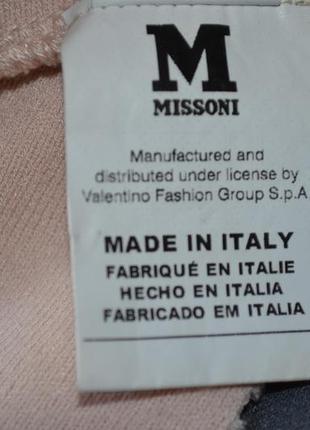 M
MISSONI
Manufactured and
distributed under license by
Valentino Fashion Group S.p.A
MADE IN ITALY
FABRIQUÉ EN ITALIE
HECHO EN ITALIA
FABRICADO EM ITALIA